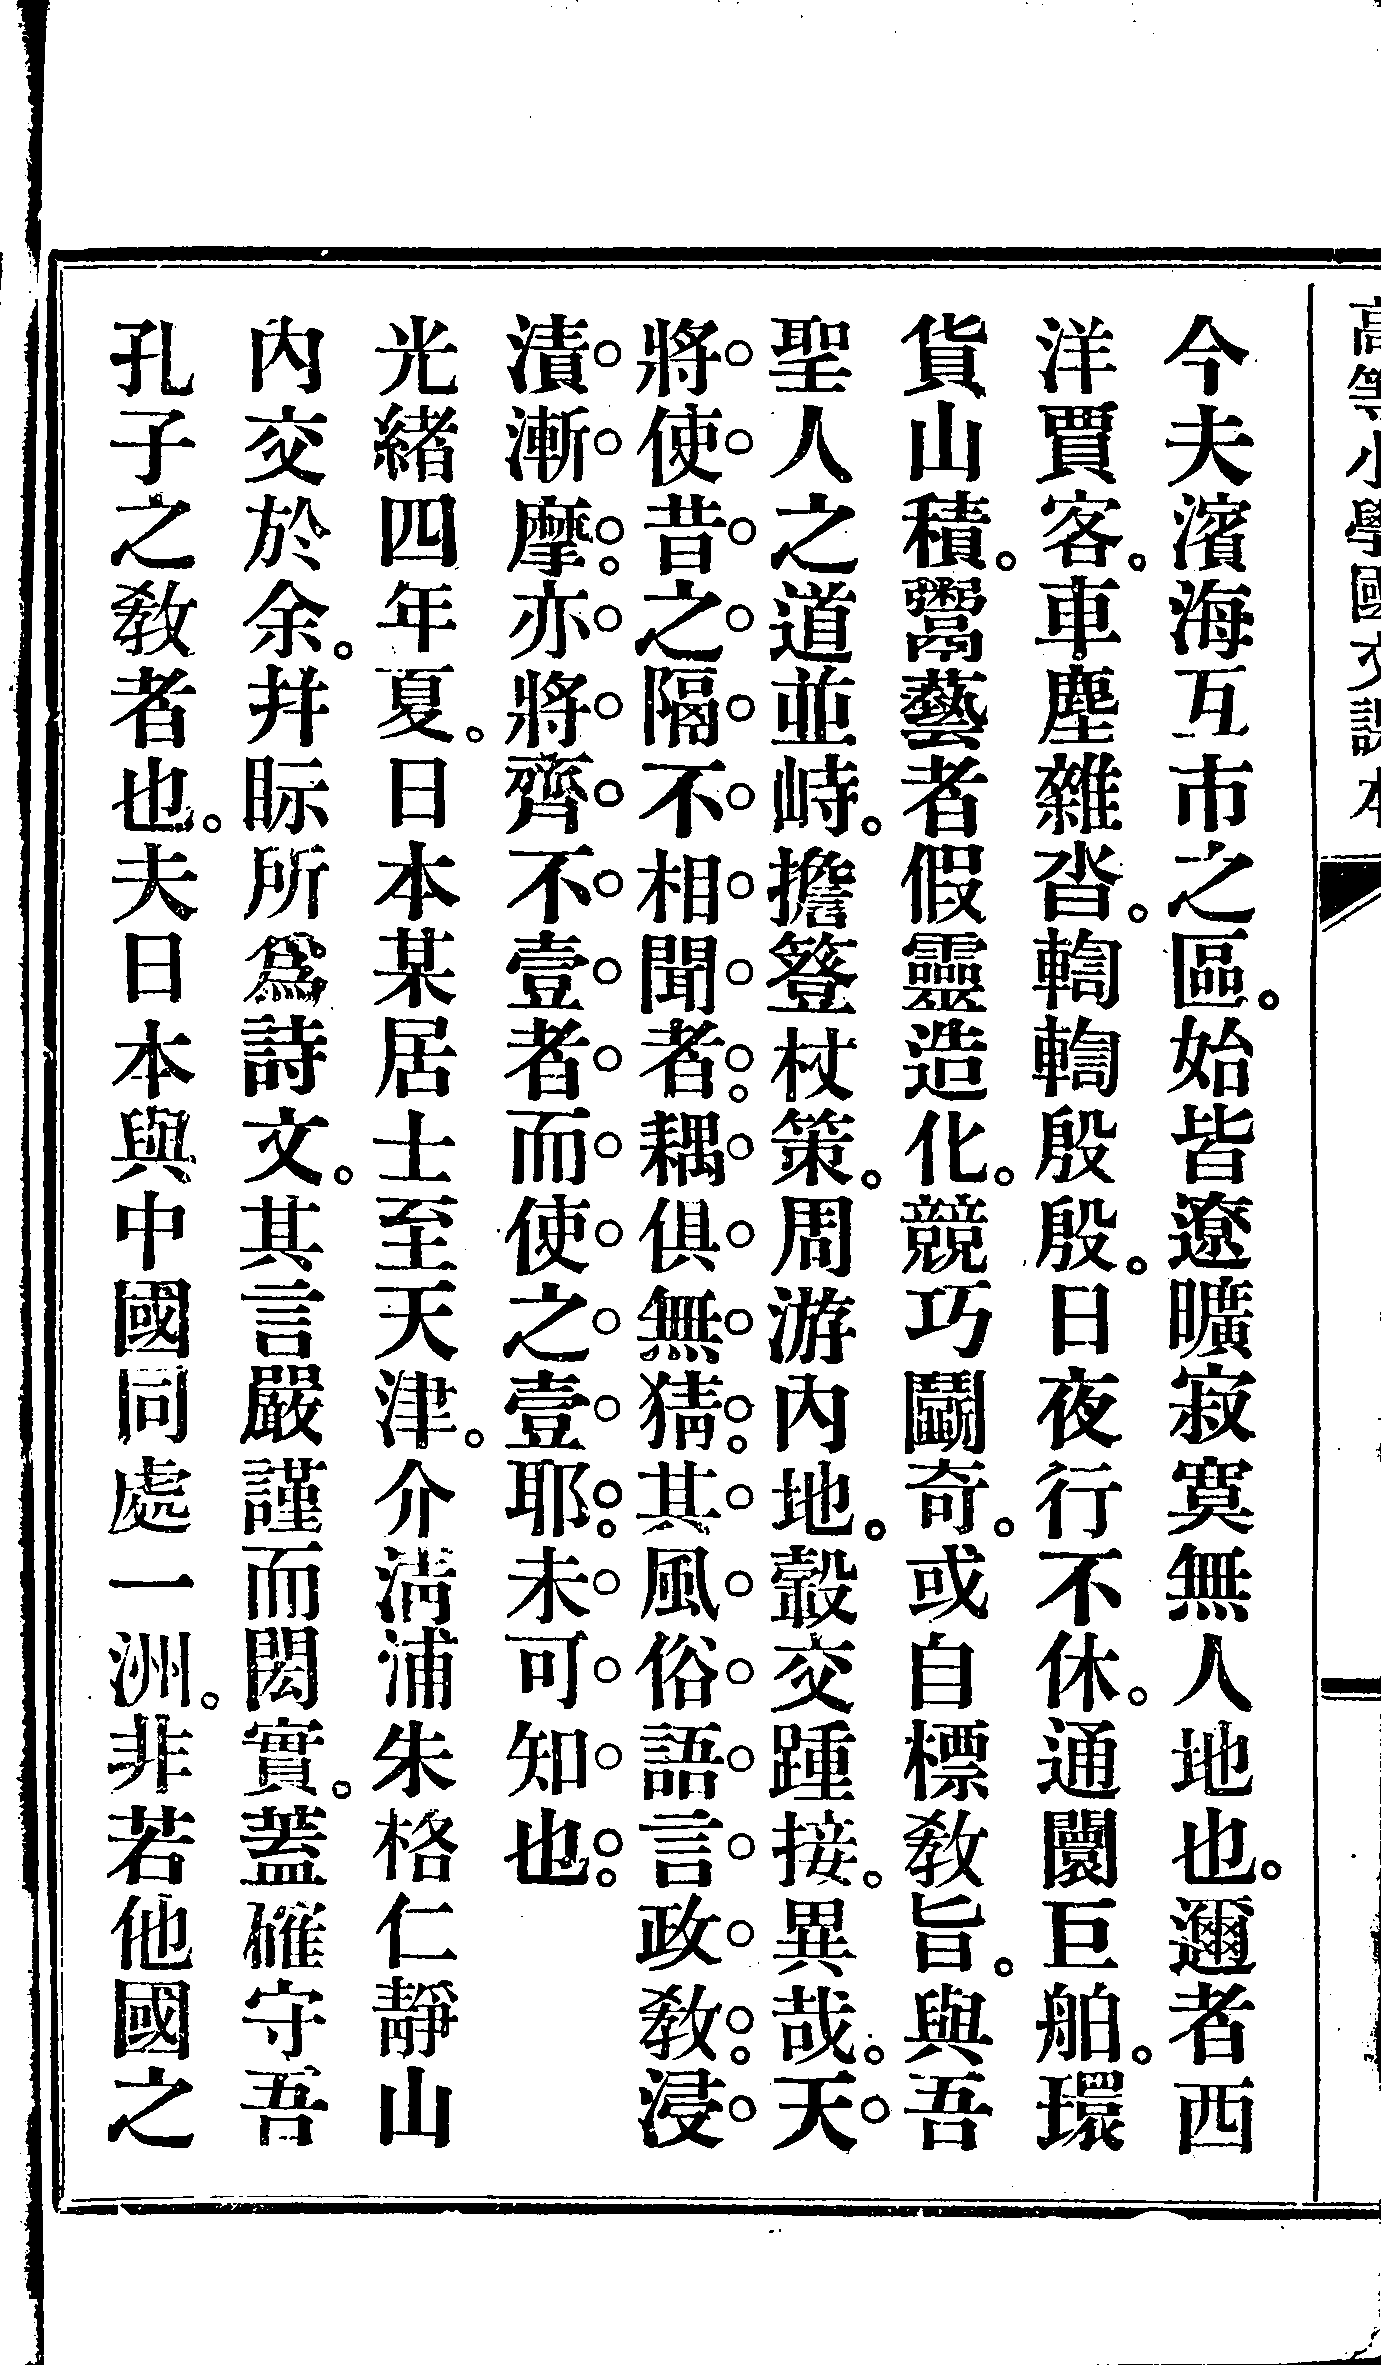 高等小學國文課本
今夫濱海互市之區。始皆遼曠寂寞無人地也。邇者西
洋賈客。車塵雜沓。輷輷殷殷。日夜行不休。通闤巨舶。環
貨山積。鬻藝者假靈造化。競巧鬭奇。或自標敎旨。與吾
聖人之道並峙。擔簦杖策。周游內地。轂交踵接。異哉。天
將使昔之隔不相聞者。耦俱無猜。其風俗語言政敎。浸
漬漸摩。亦將齊不壹者而使之壹耶。未可知也。
光緒四年夏。日本某居士至天津。介淸浦朱格仁靜山
內交於余。幷眎所爲詩文。其言嚴謹而閎實。蓋確守吾
孔子之敎者也。夫日本與中國同處一洲。非若他國之